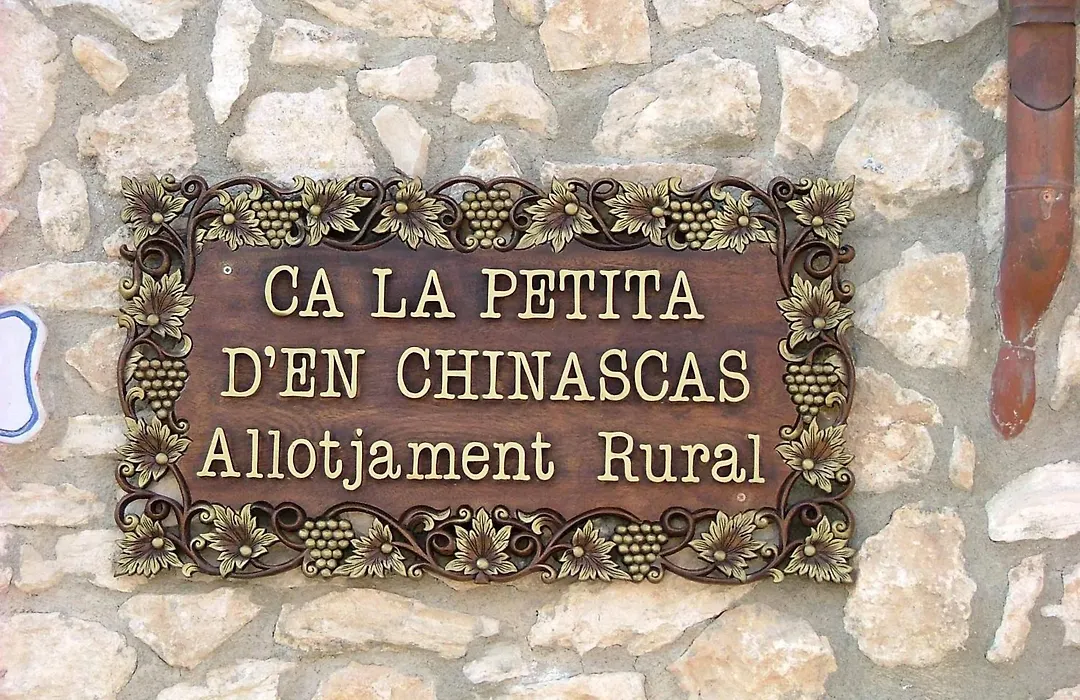 CA LA PETITA
D'EN CHINASCAS
Allotjament Rural